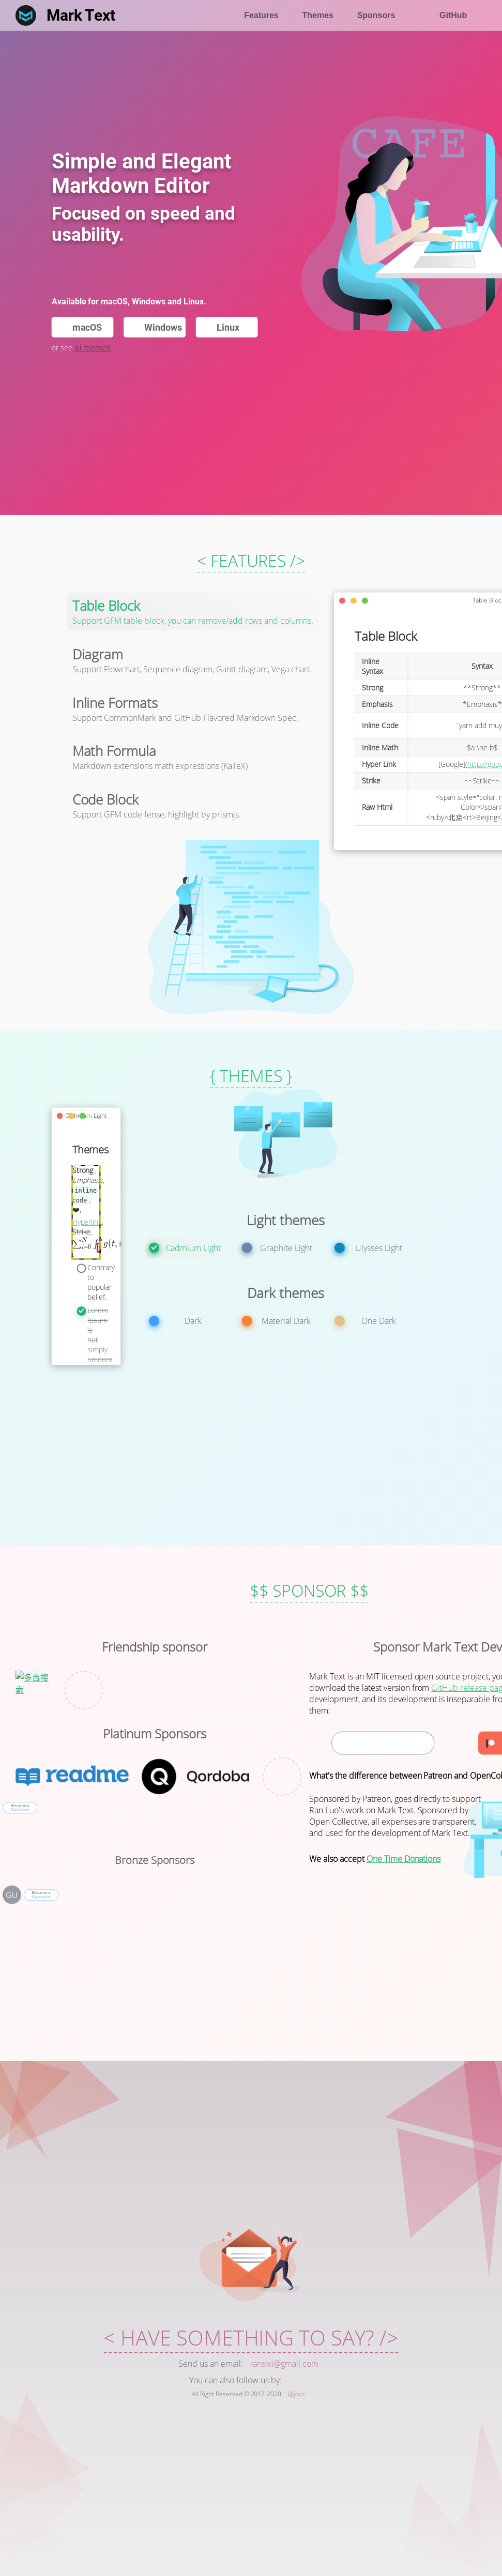 Mark Text
Features Themes Sponsors GitHub
CAFE
Simple and Elegant
Markdown Editor
Focused on speed and
usability.
Available for macOS, Windows and Linux.
macOS Windows Linux
or see all releases
< FEATURES />
Table Block
Support GFM table block, you can remove/add rows and columns.
Diagram
Support Flowchart, Sequence diagram, Gantt diagram, Vega chart.
Inline Formats
Support CommonMark and GitHub Flavored Markdown Spec.
Math Formula
Markdown extensions math expressions (KaTeX)
Code Block
Support GFM code fense, highlight by prismjs.
Table Bloc
Table Block
Inline Syntax Syntax
Strong **Strong**
Emphasis *Emphasis*
Inline Code `yarn add muy
Inline Math $a \ne b$
Hyper Link [Google](http://goog
Strike ~~Strike~~
Raw Html <span style="color: r
Color</span>
<ruby>北京<rt>Beijing</
{ THEMES }
Cadmium Light
Themes
Strong ,
Emphasis,
inline
code ,
❤️,
Hyperlink,
Strike,
Contrary
to
popular
belief.
Lorem
Ipsum
is
not
simply
random
Light themes
Cadmium Light Graphite Light Ulysses Light
Dark themes
Dark Material Dark One Dark
$$ SPONSOR $$
Friendship sponsor
多吉搜
索
Platinum Sponsors
readme Qordoba
Become a
Sponsor
Bronze Sponsors
GU Become a
Sponsor
Sponsor Mark Text Dev
Mark Text is an MIT licensed open source project, you
download the latest version from GitHub release pag
development, and its development is inseparable fro
them:
What's the difference between Patreon and OpenCol
Sponsored by Patreon, goes directly to support
Ran Luo's work on Mark Text. Sponsored by
Open Collective, all expenses are transparent,
and used for the development of Mark Text.
We also accept One Time Donations
< HAVE SOMETHING TO SAY? />
Send us an email: ransixi@gmail.com
You can also follow us by:
All Right Reserved © 2017-2020 @jocs